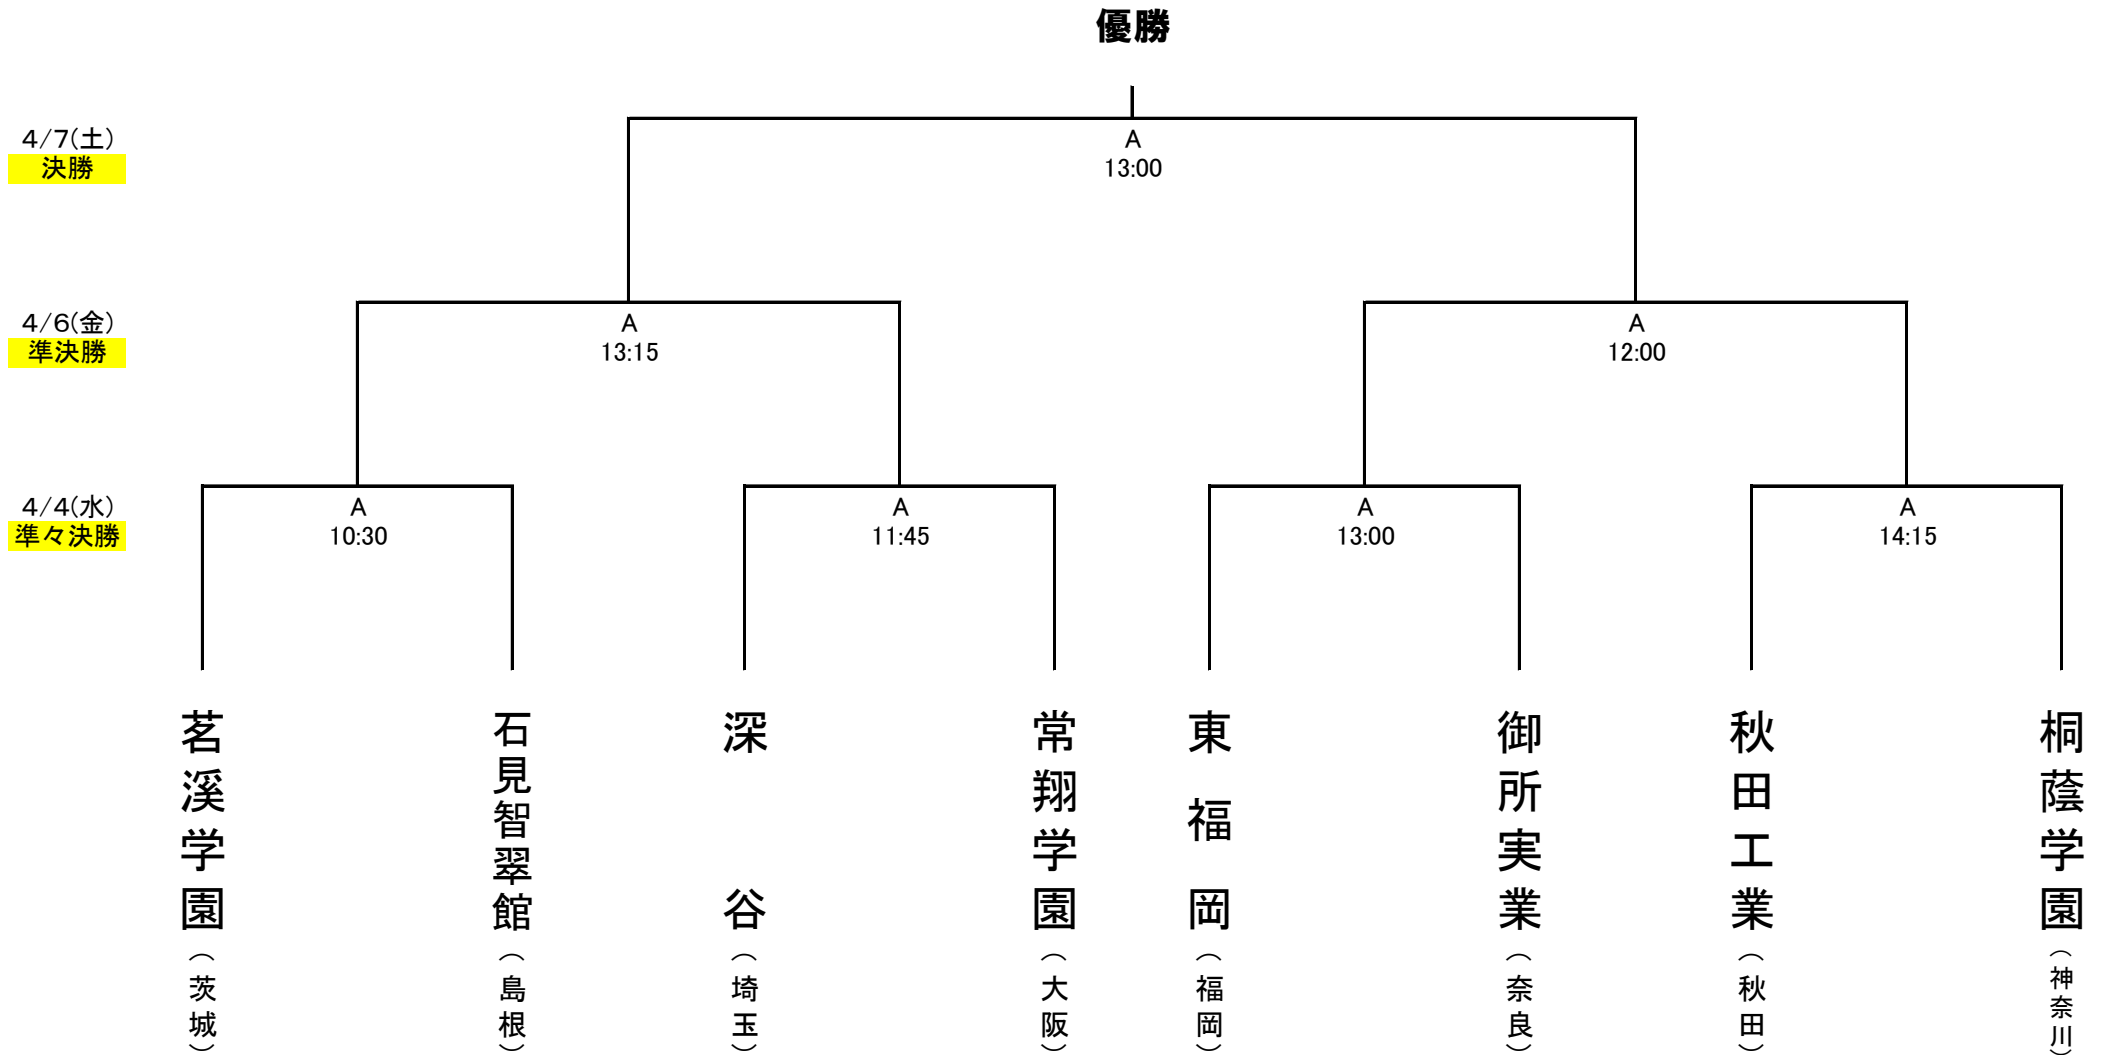 優勝
4/7(土)
決勝
A
13:00
4/6(金)
準決勝
A
13:15
A
12:00
4/4(水)
準々決勝
A
10:30
A
11:45
A
13:00
A
14:15
茗溪学園(茨城)
石見智翠館(島根)
深谷(埼玉)
常翔学園(大阪)
東福岡(福岡)
御所実業(奈良)
秋田工業(秋田)
桐蔭学園(神奈川)